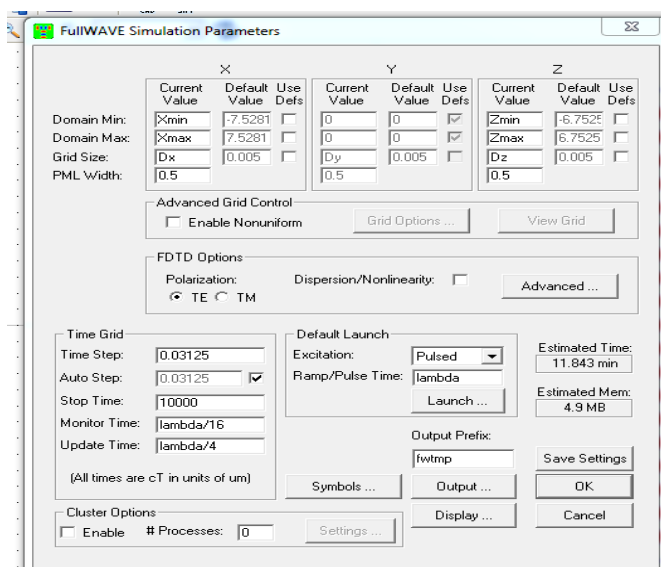 FullWAVE Simulation Parameters
X Y Z
Current Default Use Current Default Use Current Default Use
Value Value Defs Value Value Defs Value Value Defs
Domain Min: Xmin -7.5281 0 0 Zmin -6.7525
Domain Max: Xmax 7.5281 0 0 Zmax 6.7525
Grid Size: Dx 0.005 Dy 0.005 Dz 0.005
PML Width: 0.5 0.5 0.5
Advanced Grid Control
Enable Nonuniform Grid Options ... View Grid
FDTD Options
Polarization: Dispersion/Nonlinearity: Advanced ...
TE TM
Time Grid Default Launch
Time Step: 0.03125 Excitation: Pulsed Estimated Time:
11.843 min
Auto Step: 0.03125 Ramp/Pulse Time: lambda
Stop Time: 10000 Launch ... Estimated Mem:
4.9 MB
Monitor Time: lambda/16
Update Time: lambda/4 Output Prefix:
fwtmp Save Settings
(All times are cT in units of um)
Symbols ... Output ... OK
Cluster Options Display ... Cancel
Enable # Processes: 0 Settings ...